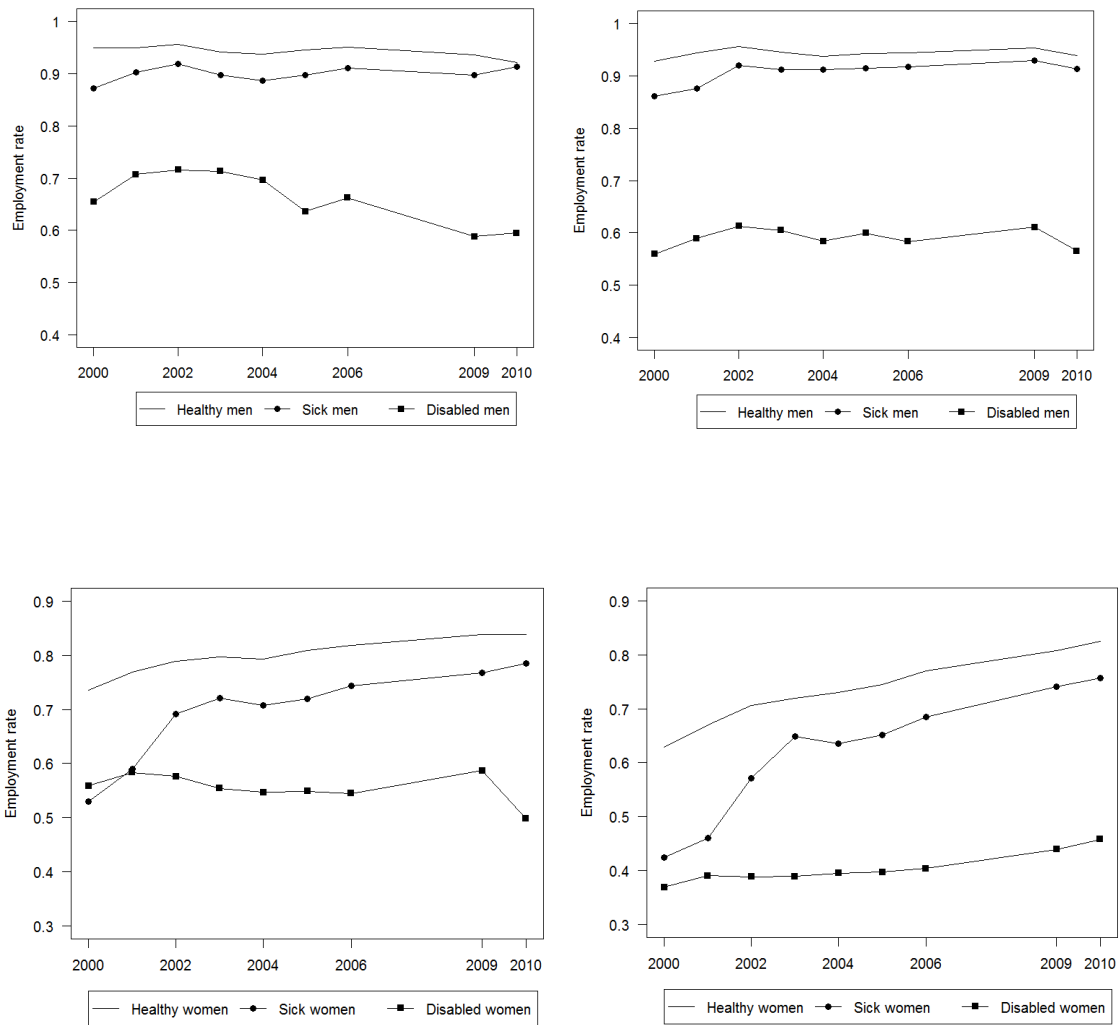 Employment rate
1
0.9
0.8
0.7
0.6
0.5
0.4
2000 2002 2004 2006 2009 2010
Healthy men Sick men Disabled men
Employment rate
1
0.9
0.8
0.7
0.6
0.5
0.4
2000 2002 2004 2006 2009 2010
Healthy men Sick men Disabled men
Employment rate
0.9
0.8
0.7
0.6
0.5
0.4
0.3
2000 2002 2004 2006 2009 2010
Healthy women Sick women Disabled women
Employment rate
0.9
0.8
0.7
0.6
0.5
0.4
0.3
2000 2002 2004 2006 2009 2010
Healthy women Sick women Disabled women